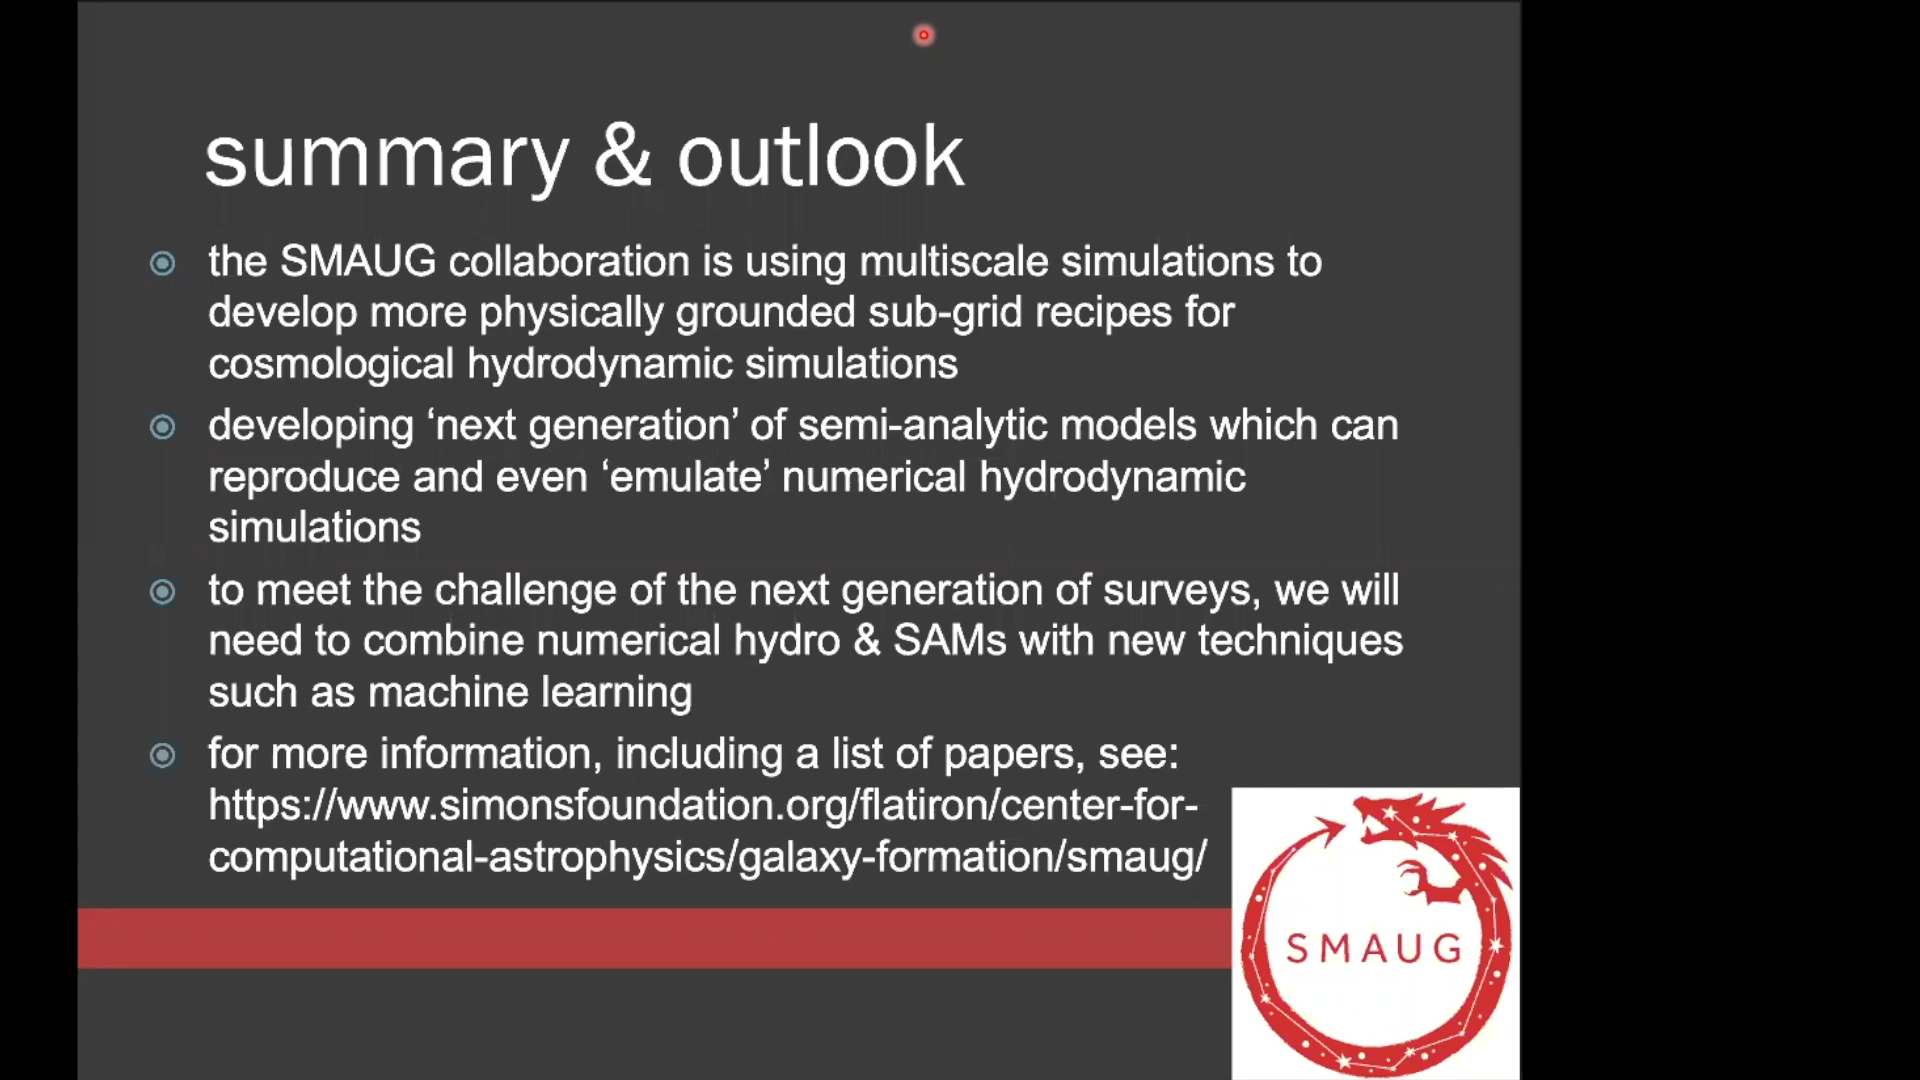 summary & outlook
the SMAUG collaboration is using multiscale simulations to
develop more physically grounded sub-grid recipes for
cosmological hydrodynamic simulations
developing ‘next generation’ of semi-analytic models which can
reproduce and even ‘emulate’ numerical hydrodynamic
simulations
to meet the challenge of the next generation of surveys, we will
need to combine numerical hydro & SAMs with new techniques
such as machine learning
for more information, including a list of papers, see:
https://www.simonsfoundation.org/flatiron/center-for-
computational-astrophysics/galaxy-formation/smaug/
SMAUG